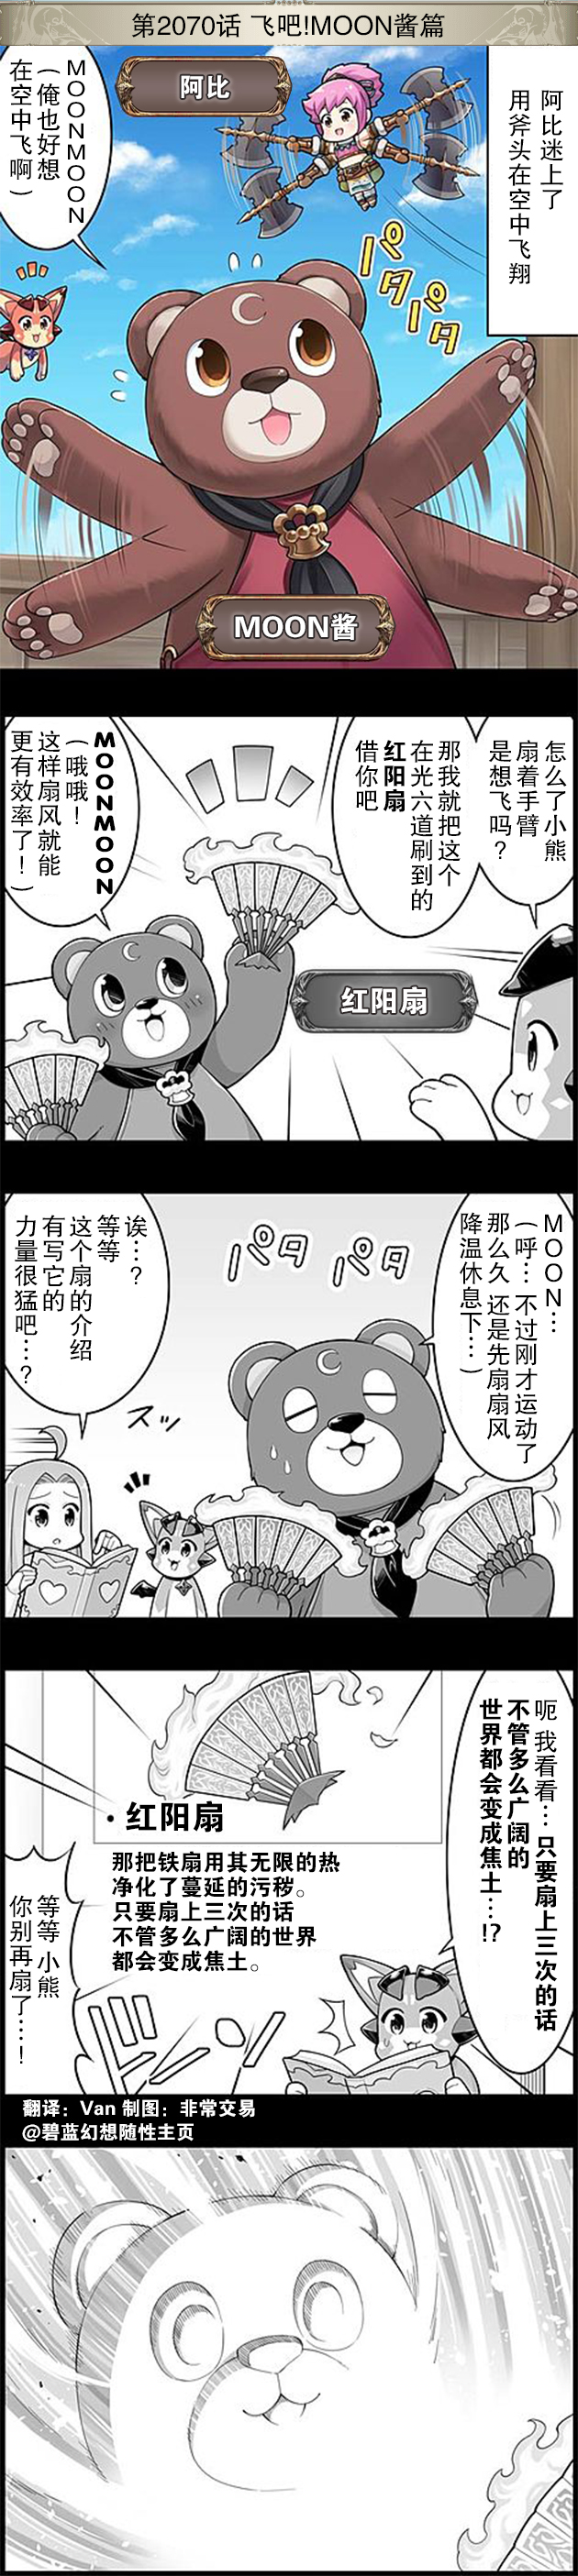 第2070话 飞吧!MOON酱篇
阿比迷上了
用斧头在空中飞翔
阿比
MOONMOON
(俺也好想
在空中飞啊)
パタパタ
MOON酱
怎么了小熊
扇着手臂
是想飞吗?
那我就把这个
在光六道刷到的
红阳扇
借你吧
MOONMOON
(哦哦!
这样扇风就能
更有效率了!)
红阳扇
MOON…
(呼… 不过刚才运动了
那么久 还是先扇扇风
降温休息下…)
パタ パタ
诶…?
等等
这个扇的介绍
有写它的
力量很猛吧…?
スッ
呃 我看看… 只要扇上三次的话
不管多么广阔的
世界都会变成焦土…!?
・红阳扇
那把铁扇用其无限的热
净化了蔓延的污秽。
只要扇上三次的话
不管多么广阔的世界
都会变成焦土。
等等 小熊
你别再扇了…!
ドドド
翻译：Van 制图：非常交易
@碧蓝幻想随性主页